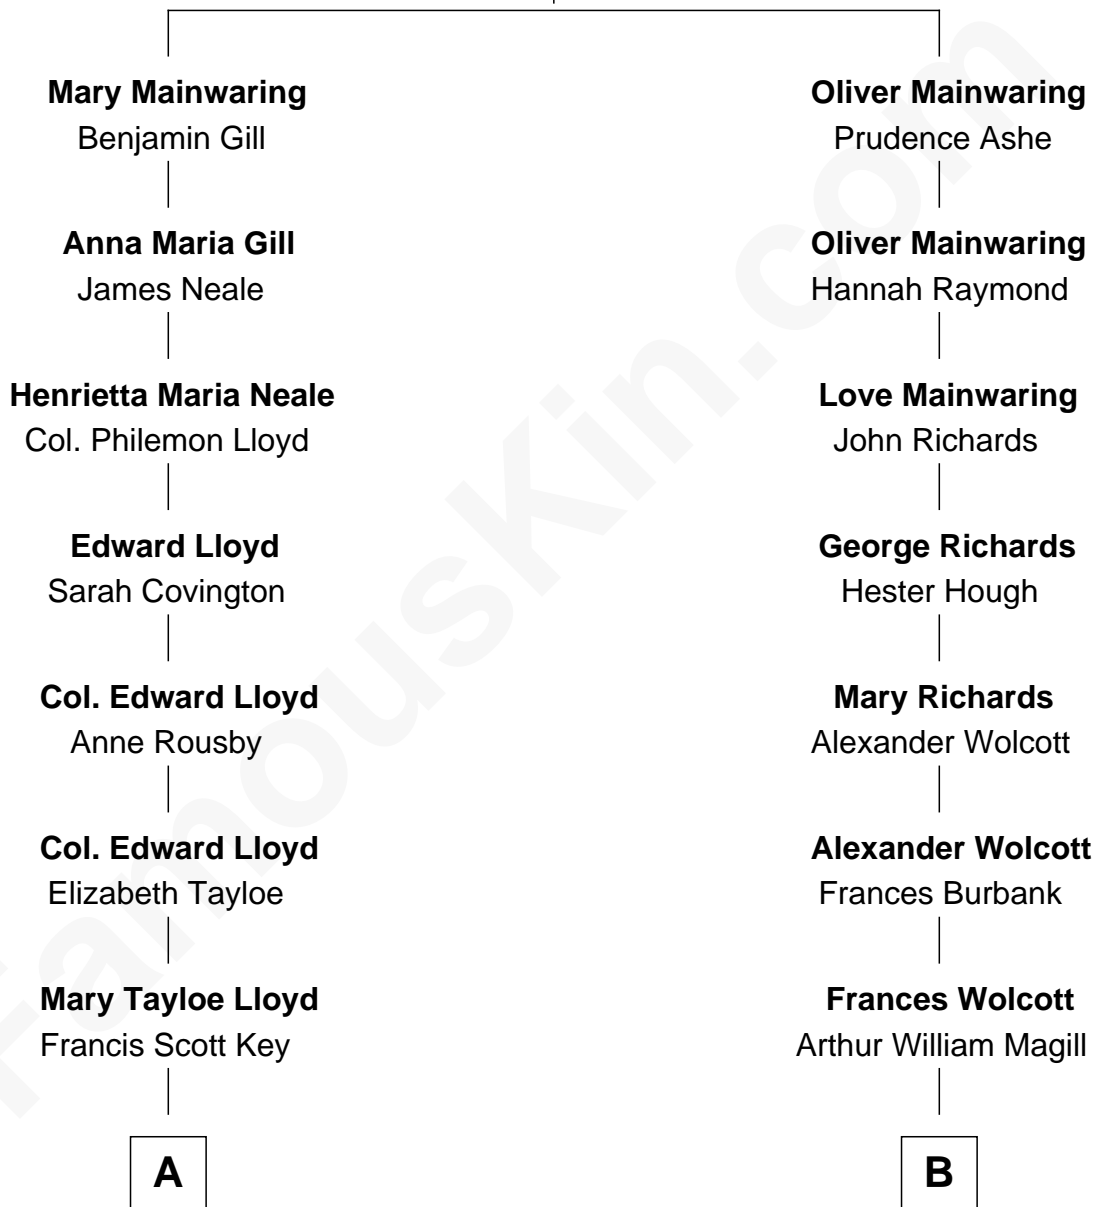 Mary Mainwaring
Benjamin Gill
Anna Maria Gill
James Neale
Henrietta Maria Neale
Col. Philemon Lloyd
Edward Lloyd
Sarah Covington
Col. Edward Lloyd
Anne Rousby
Col. Edward Lloyd
Elizabeth Tayloe
Mary Tayloe Lloyd
Francis Scott Key
A
Oliver Mainwaring
Prudence Ashe
Oliver Mainwaring
Hannah Raymond
Love Mainwaring
John Richards
George Richards
Hester Hough
Mary Richards
Alexander Wolcott
Alexander Wolcott
Frances Burbank
Frances Wolcott
Arthur William Magill
B
FamousKin.com